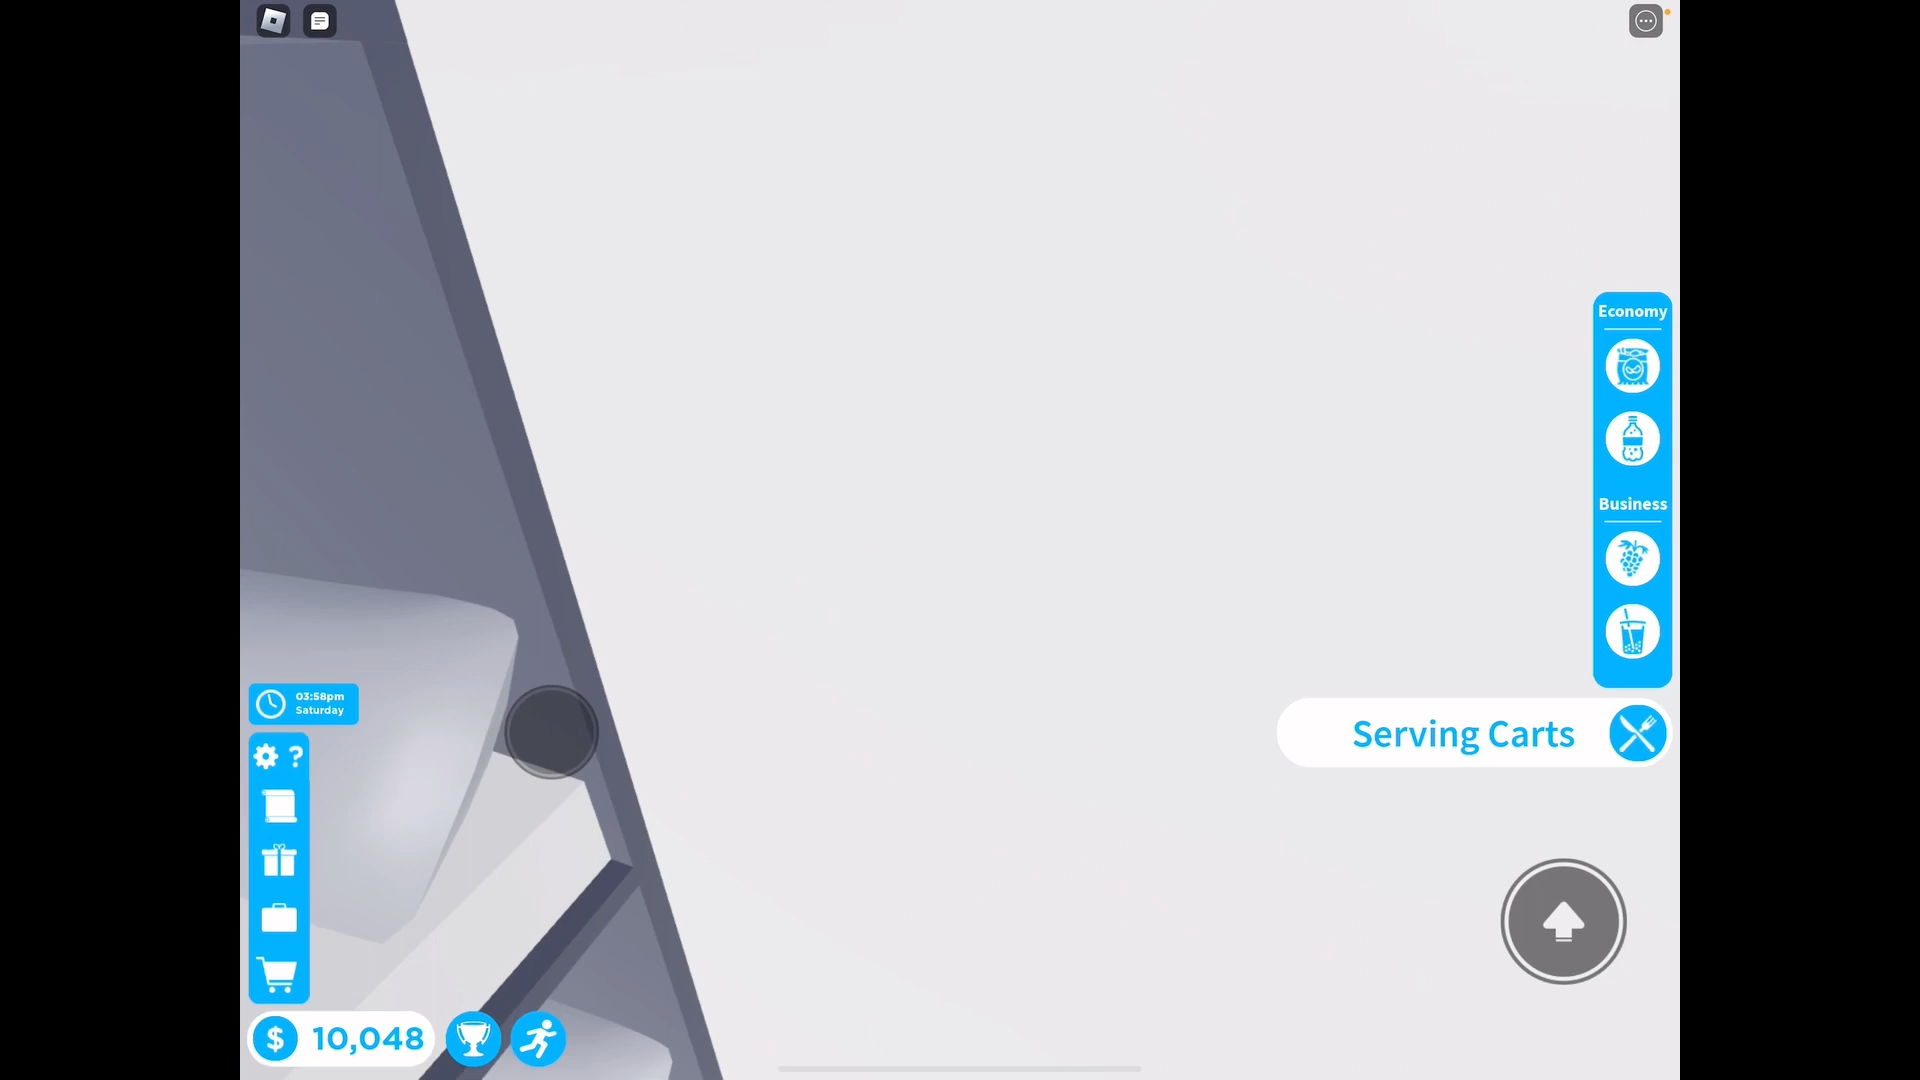 Economy
Business
Serving Carts
03:58pm
Saturday
?
$ 10,048